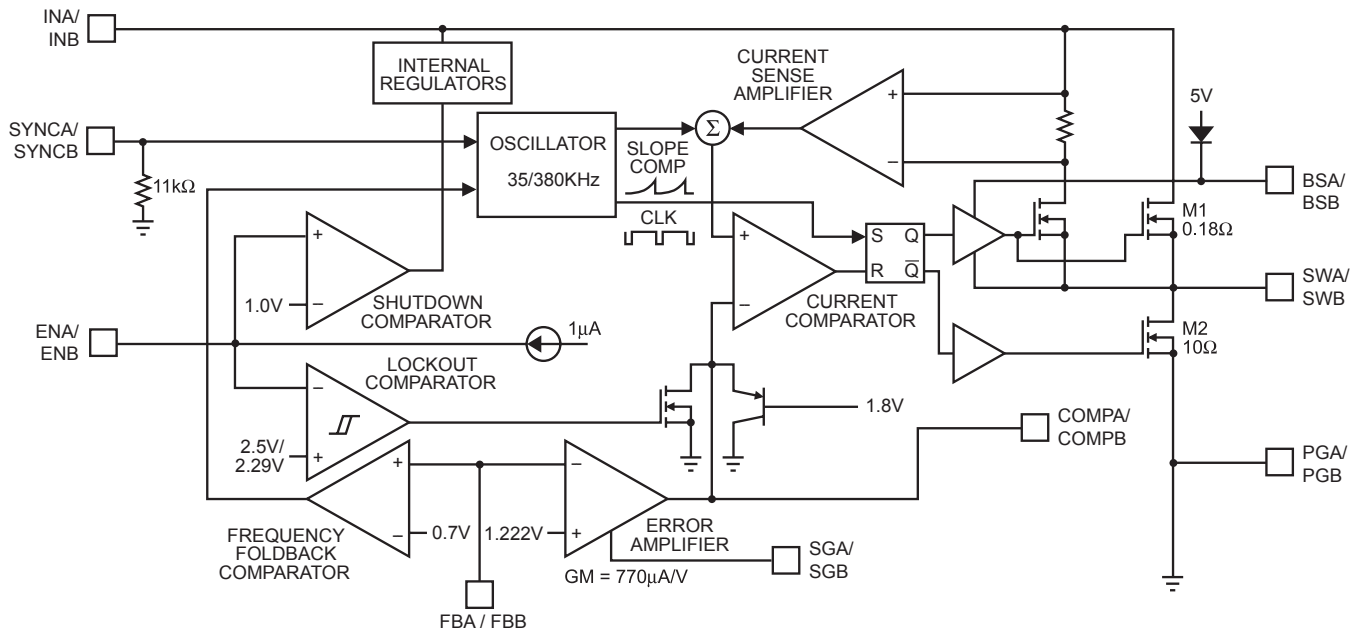 INA/
INB
INTERNAL
REGULATORS
CURRENT
SENSE
AMPLIFIER
+
–
5V
SYNCA/
SYNCB
11kΩ
OSCILLATOR
35/380KHz
Σ
SLOPE
COMP
CLK
BSA/
BSB
M1
0.18Ω
+
–
1.0V
SHUTDOWN
COMPARATOR
+
–
CURRENT
COMPARATOR
S
Q
R
Q̅
SWA/
SWB
ENA/
ENB
1μA
M2
10Ω
LOCKOUT
COMPARATOR
–
+
2.5V/
2.29V
1.8V
COMPA/
COMPB
PGA/
PGB
+
–
0.7V
FREQUENCY
FOLDBACK
COMPARATOR
–
+
1.222V
ERROR
AMPLIFIER
GM = 770μA/V
SGA/
SGB
FBA / FBB